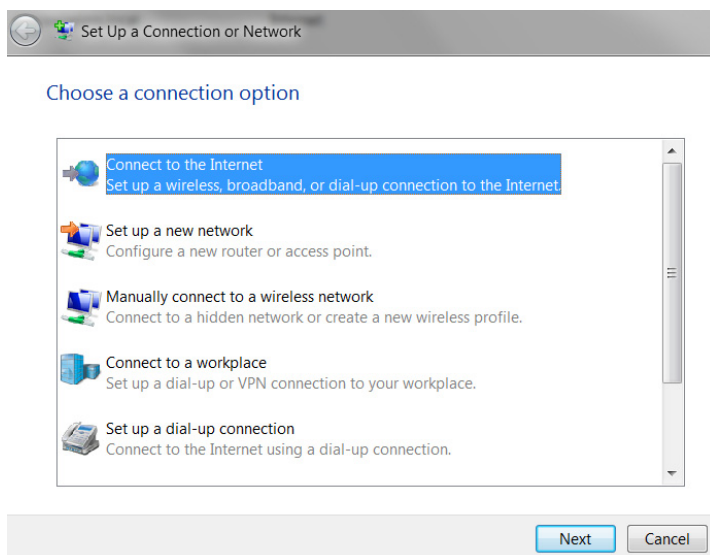 Set Up a Connection or Network
Choose a connection option
Connect to the Internet
Set up a wireless, broadband, or dial-up connection to the Internet.
Set up a new network
Configure a new router or access point.
Manually connect to a wireless network
Connect to a hidden network or create a new wireless profile.
Connect to a workplace
Set up a dial-up or VPN connection to your workplace.
Set up a dial-up connection
Connect to the Internet using a dial-up connection.
Next
Cancel